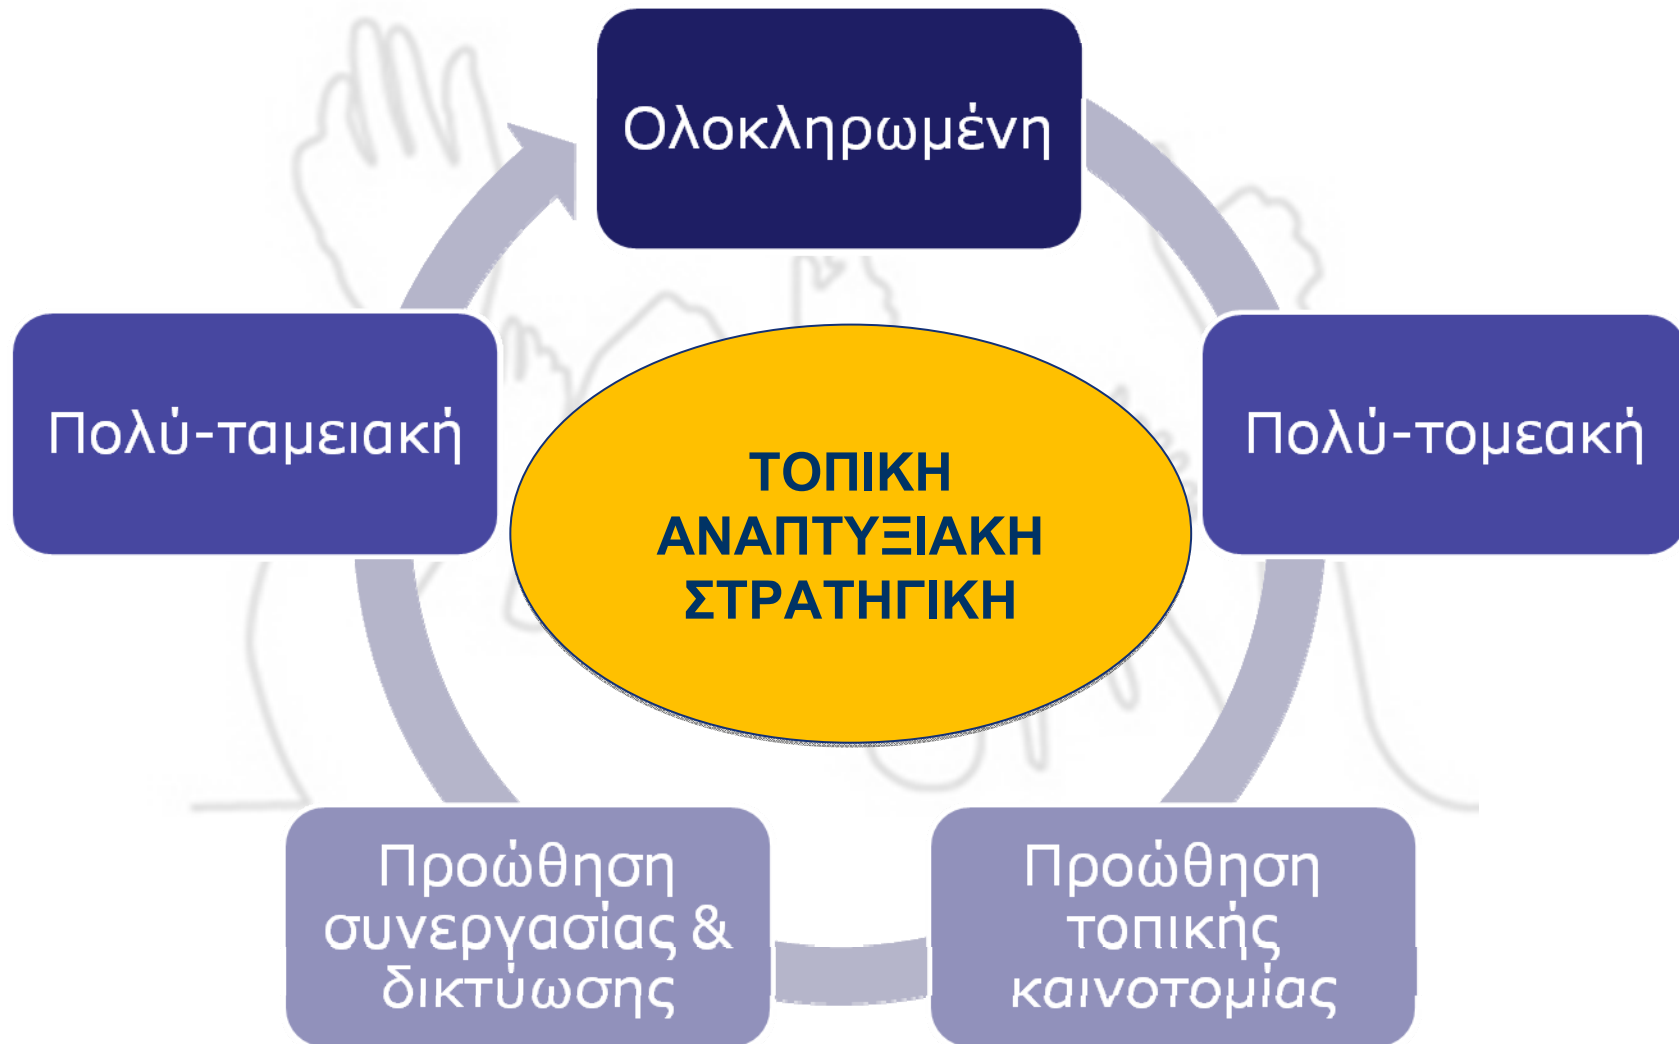 Ολοκληρωμένη
Πολύ-ταμειακή
Πολύ-τομεακή
ΤΟΠΙΚΗ
ΑΝΑΠΤΥΞΙΑΚΗ
ΣΤΡΑΤΗΓΙΚΗ
Προώθηση
συνεργασίας &
δικτύωσης
Προώθηση
τοπικής
καινοτομίας